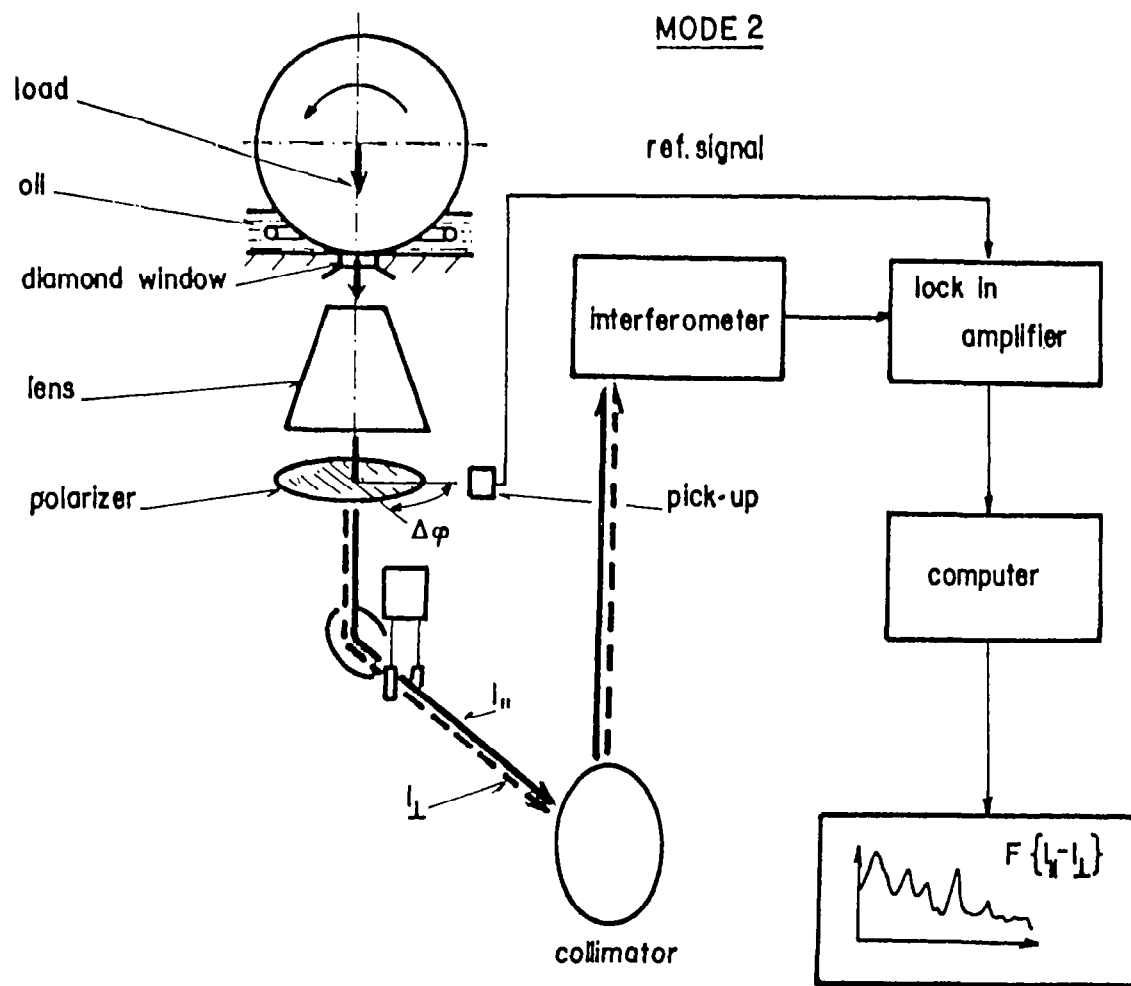 MODE 2
load
ref. signal
oil
diamond window
interferometer
lock in
amplifier
lens
polarizer
pick-up
Δφ
computer
I∥
I⊥
F{I∥-I⊥}
collimator